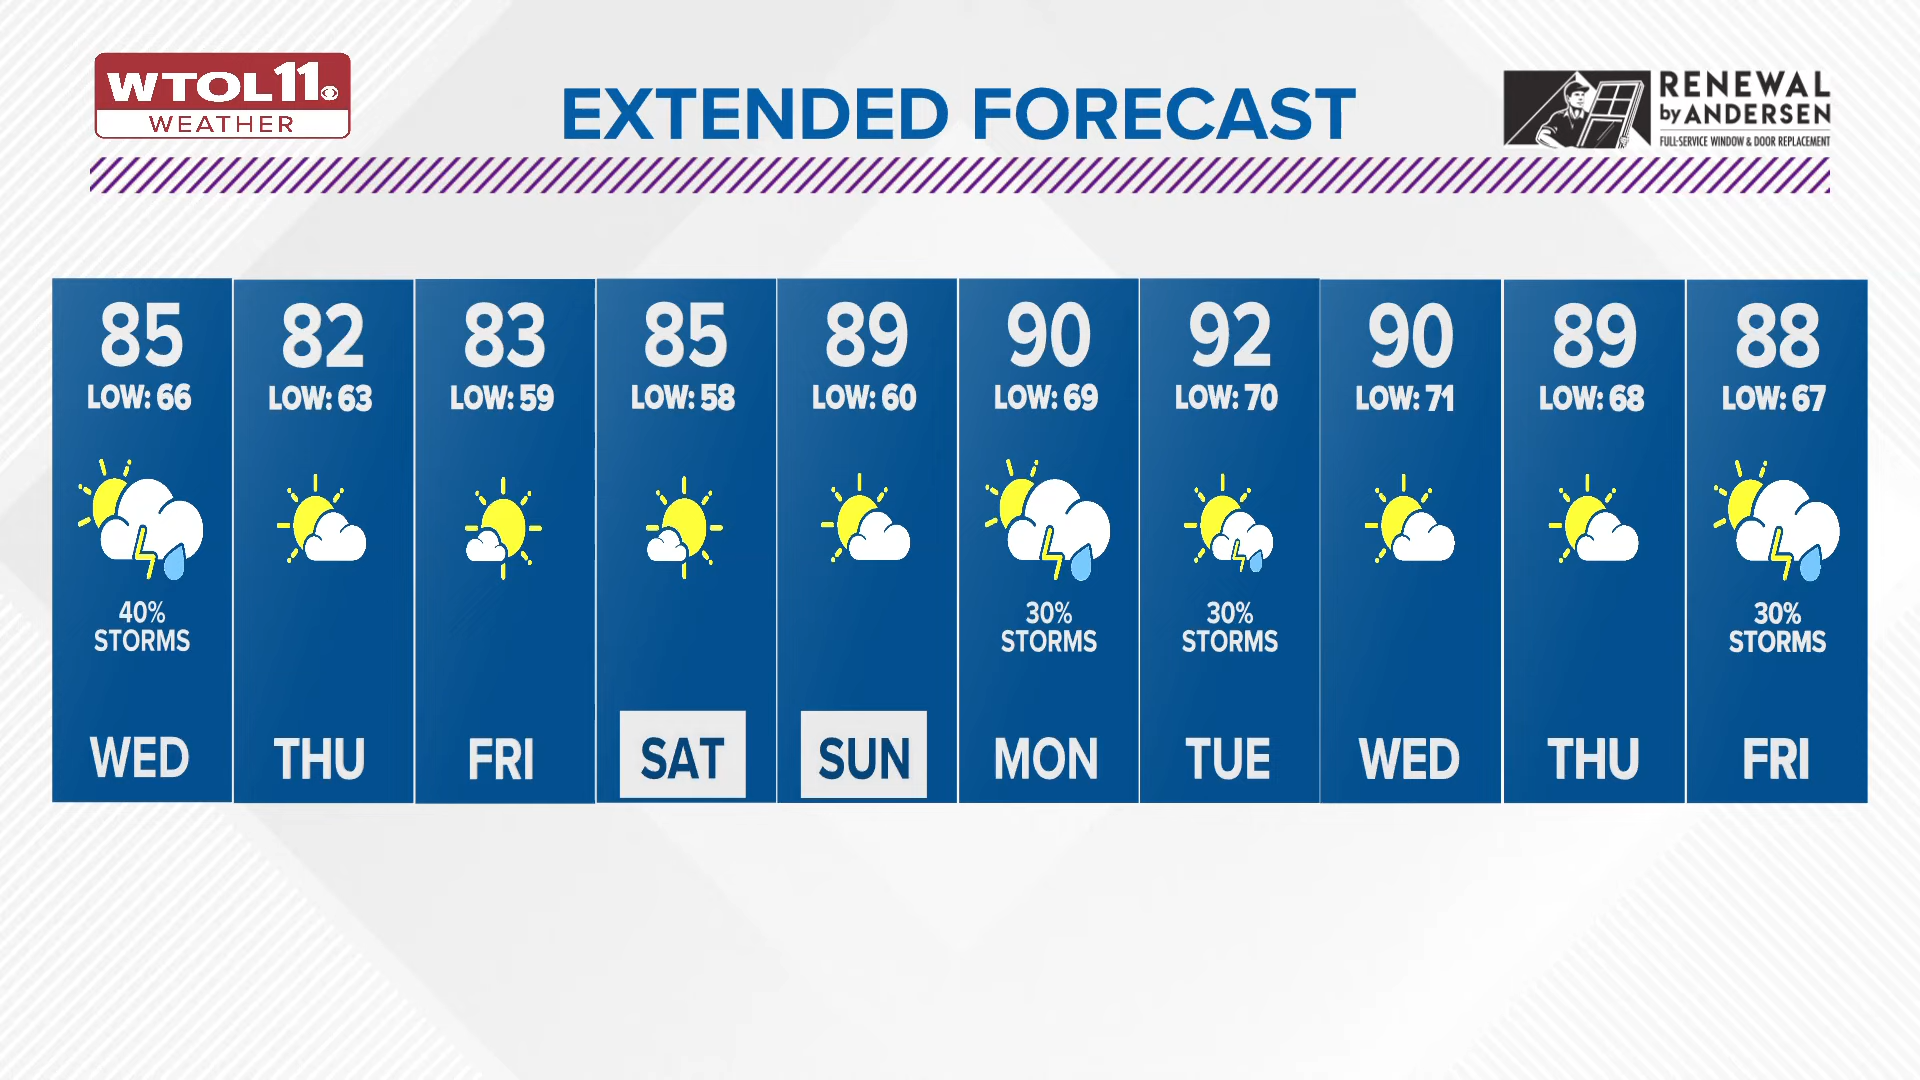 WTOL 11
WEATHER
EXTENDED FORECAST
RENEWAL
by ANDERSEN
FULL-SERVICE WINDOW & DOOR REPLACEMENT
85
LOW: 66
40%
STORMS
WED
82
LOW: 63
THU
83
LOW: 59
FRI
85
LOW: 58
SAT
89
LOW: 60
SUN
90
LOW: 69
30%
STORMS
MON
92
LOW: 70
30%
STORMS
TUE
90
LOW: 71
WED
89
LOW: 68
THU
88
LOW: 67
30%
STORMS
FRI